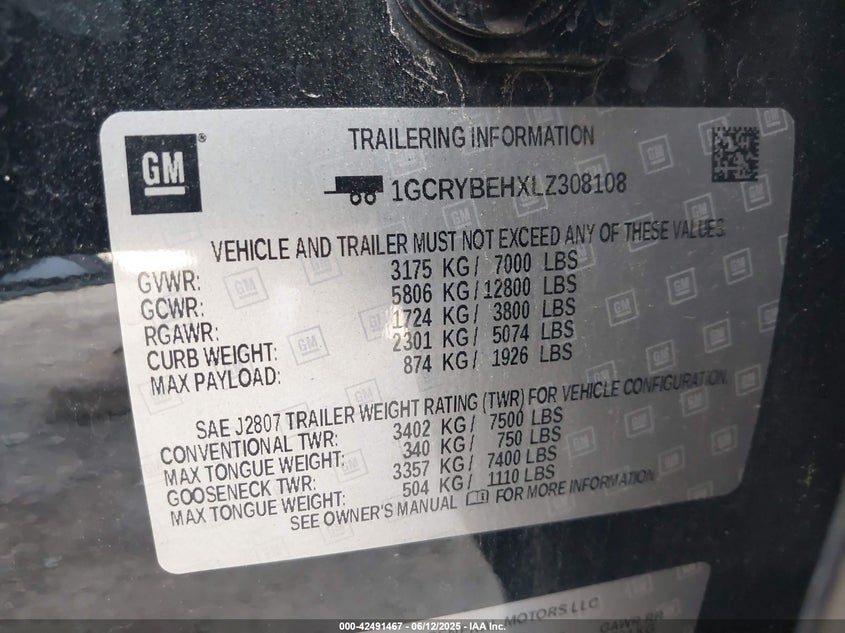 GM
TRAILERING INFORMATION
1GCRYBEHXLZ308108
VEHICLE AND TRAILER MUST NOT EXCEED ANY OF THESE VALUES.
GVWR: 3175 KG / 7000 LBS
GCWR: 5806 KG / 12800 LBS
RGAWR: 1724 KG / 3800 LBS
CURB WEIGHT: 2301 KG / 5074 LBS
MAX PAYLOAD: 874 KG / 1926 LBS
SAE J2807 TRAILER WEIGHT RATING (TWR) FOR VEHICLE CONFIGURATION.
CONVENTIONAL TWR: 3402 KG / 7500 LBS
MAX TONGUE WEIGHT: 340 KG / 750 LBS
GOOSENECK TWR: 3357 KG / 7400 LBS
MAX TONGUE WEIGHT: 504 KG / 1110 LBS
SEE OWNER'S MANUAL FOR MORE INFORMATION
MOTORS LLC
GAWR RR
000-42491467 - 06/12/2025 - IAA Inc.